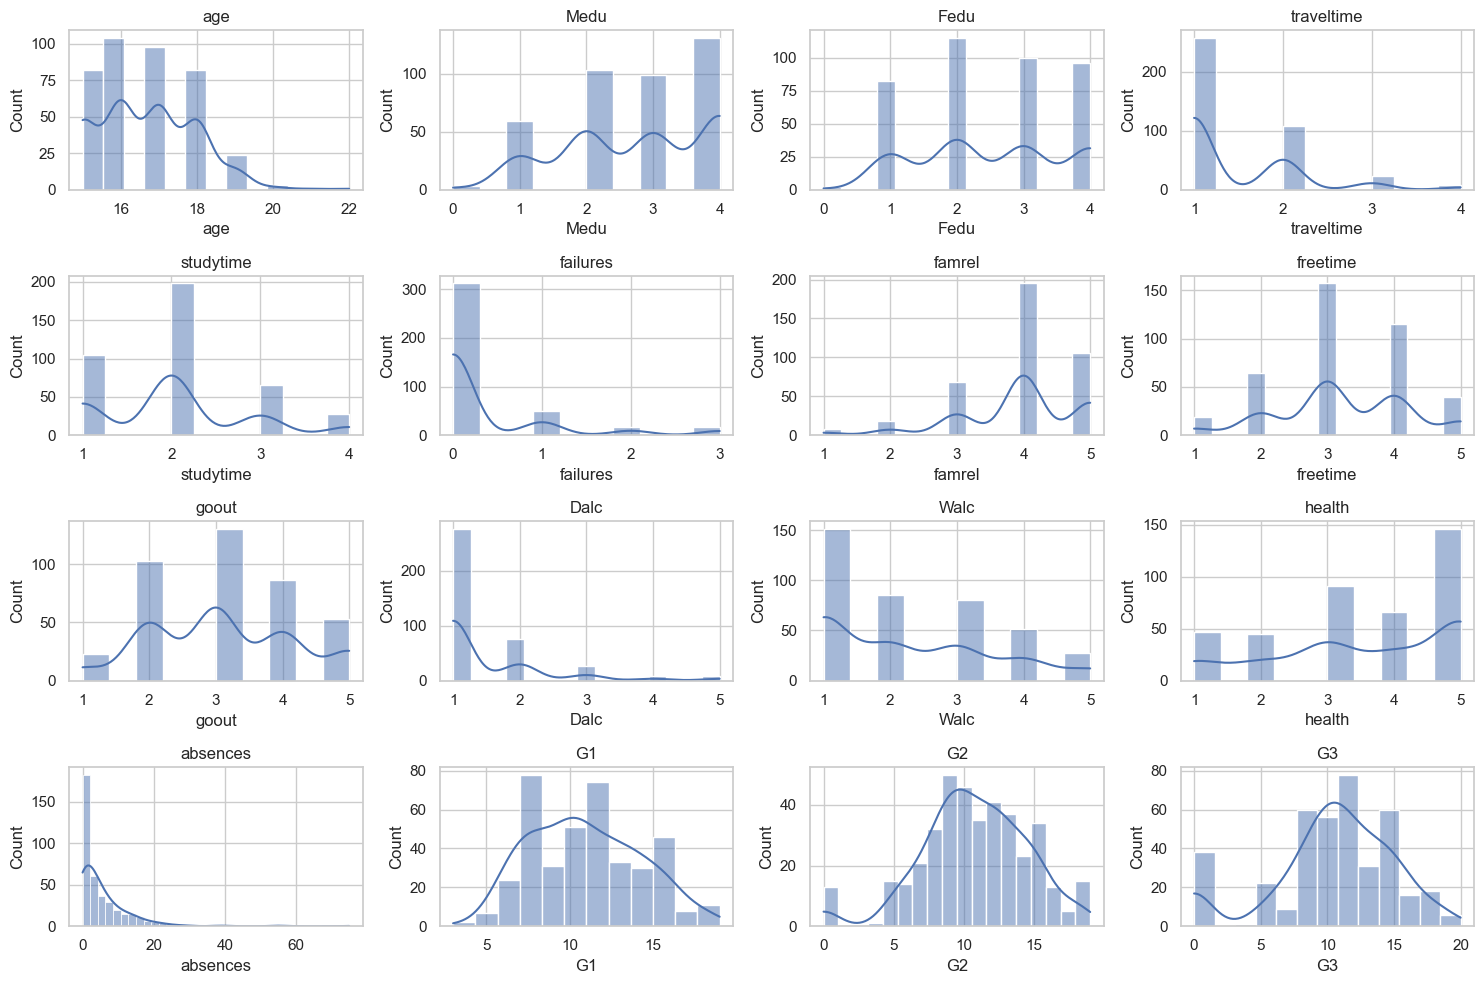 age
Count
100
75
50
25
0
16 18 20 22
age
Medu
Count
100
50
0
0 1 2 3 4
Medu
Fedu
Count
100
75
50
25
0
0 1 2 3 4
Fedu
traveltime
Count
200
100
0
1 2 3 4
traveltime
studytime
Count
200
150
100
50
0
1 2 3 4
studytime
failures
Count
300
200
100
0
0 1 2 3
failures
famrel
Count
200
150
100
50
0
1 2 3 4 5
famrel
freetime
Count
150
100
50
0
1 2 3 4 5
freetime
goout
Count
100
50
0
1 2 3 4 5
goout
Dalc
Count
200
100
0
1 2 3 4 5
Dalc
Walc
Count
150
100
50
0
1 2 3 4 5
Walc
health
Count
150
100
50
0
1 2 3 4 5
health
absences
Count
150
100
50
0
0 20 40 60
absences
G1
Count
80
60
40
20
0
5 10 15
G1
G2
Count
40
20
0
0 5 10 15
G2
G3
Count
80
60
40
20
0
0 5 10 15 20
G3